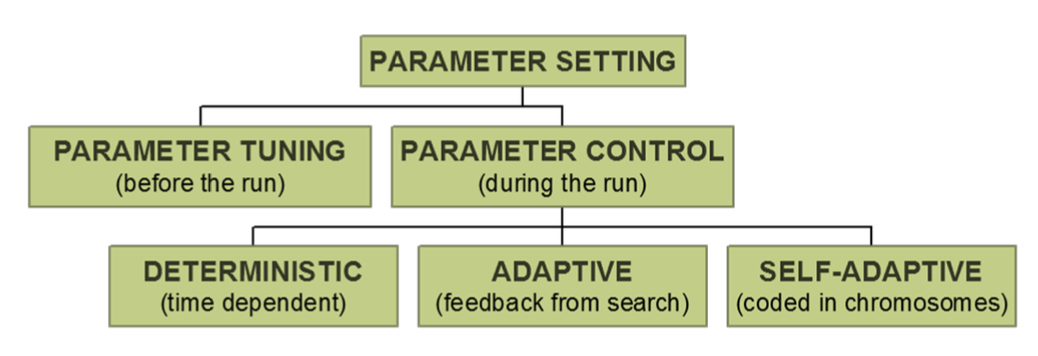 PARAMETER SETTING
PARAMETER TUNING
(before the run)
PARAMETER CONTROL
(during the run)
DETERMINISTIC
(time dependent)
ADAPTIVE
(feedback from search)
SELF-ADAPTIVE
(coded in chromosomes)